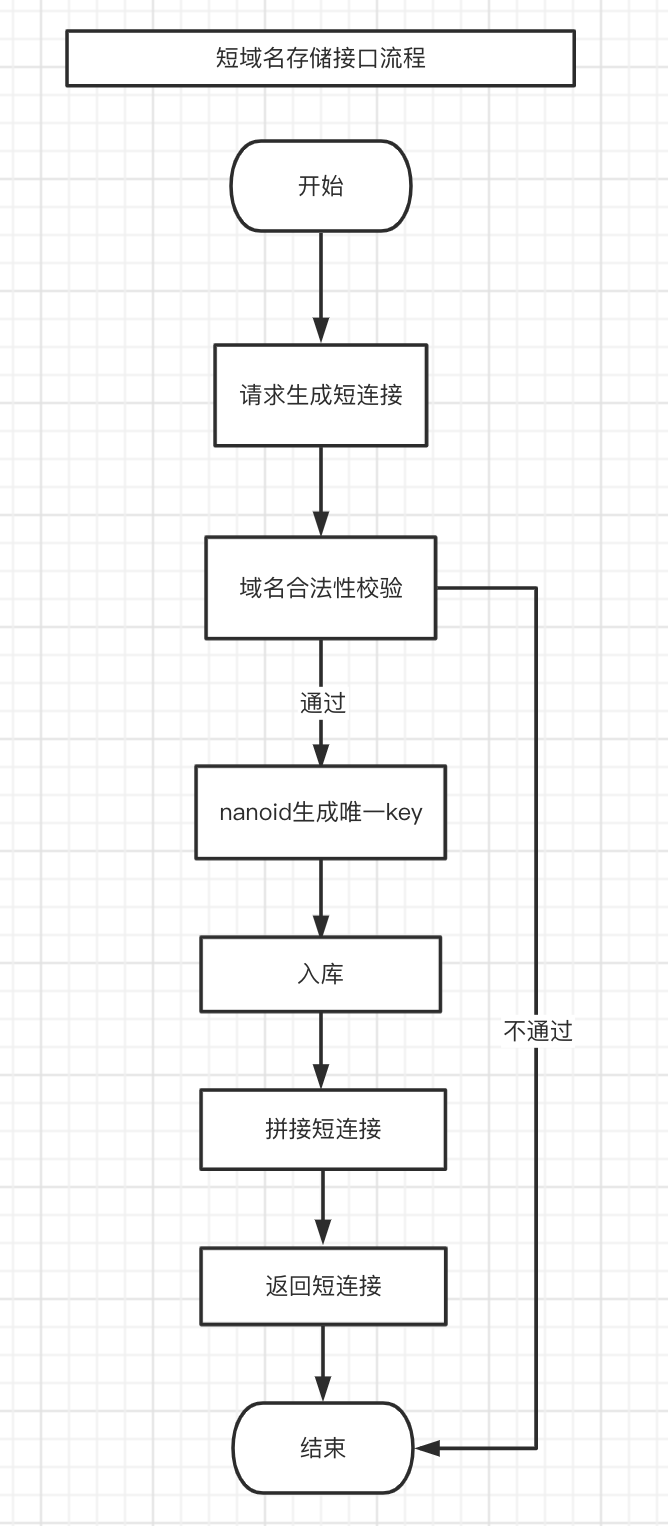 短域名存储接口流程
开始
请求生成短连接
域名合法性校验
通过
nanoid生成唯一key
入库
不通过
拼接短连接
返回短连接
结束